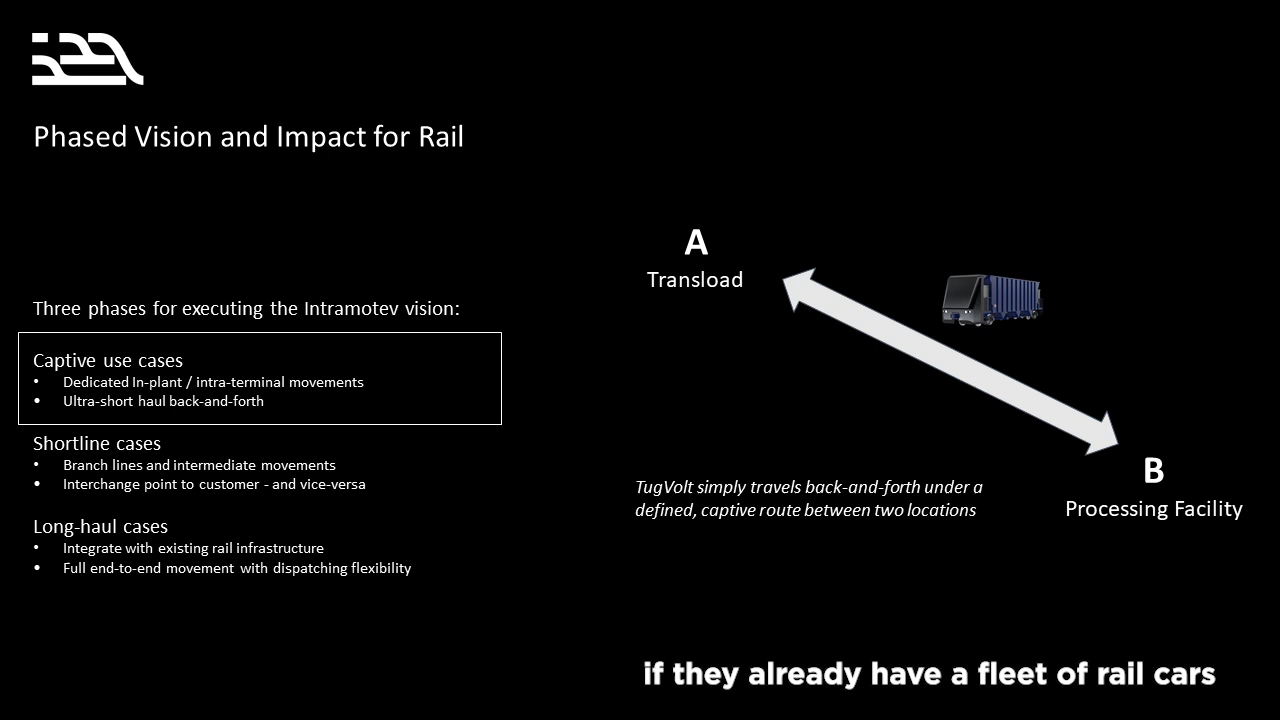 Phased Vision and Impact for Rail
Three phases for executing the Intramotev vision:
Captive use cases
• Dedicated In-plant / intra-terminal movements
• Ultra-short haul back-and-forth
Shortline cases
• Branch lines and intermediate movements
• Interchange point to customer - and vice-versa
Long-haul cases
• Integrate with existing rail infrastructure
• Full end-to-end movement with dispatching flexibility
A
Transload
B
Processing Facility
TugVolt simply travels back-and-forth under a
defined, captive route between two locations
if they already have a fleet of rail cars